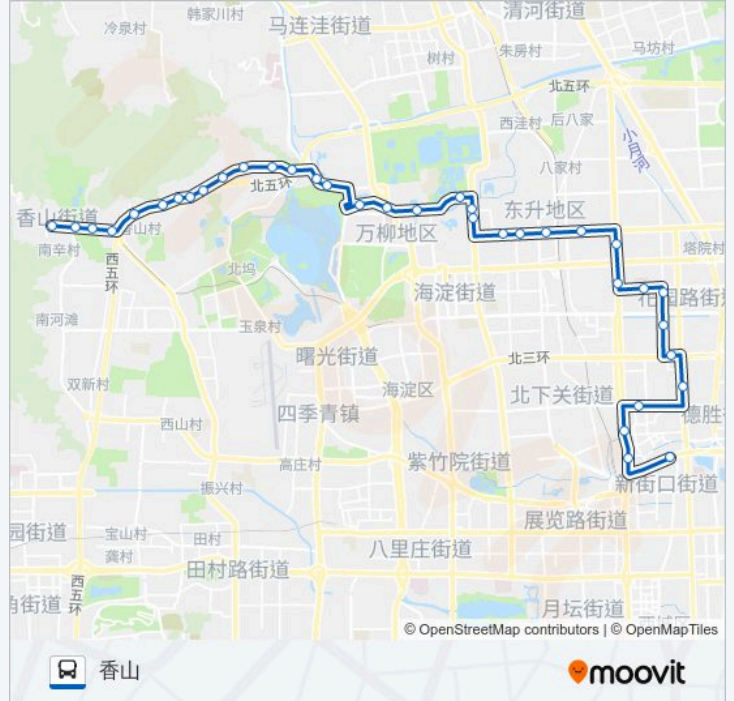 韩家川村
清河街道
冷泉村
马连洼街道
朱房村
马坊村
树村
北五环
西洼村
后八家
小月河
八家村
北五环
香山街道
东升地区
香山村
万柳地区
南辛村
塔院村
西五环
北坞
海淀街道
花园路街
南河滩
玉泉村
曙光街道
北三环
双新村
海淀区
北下关街道
四季青镇
德胜
西山村
高庄村
紫竹院街道
新街口街道
振兴村
展览路街道
园街道
宝山村
田村
龚村
八里庄街道
田村路街道
西五环
角街道
月坛街道
© OpenStreetMap contributors | © OpenMapTiles
香山
moovit